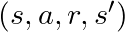 (s, a, r, s′)